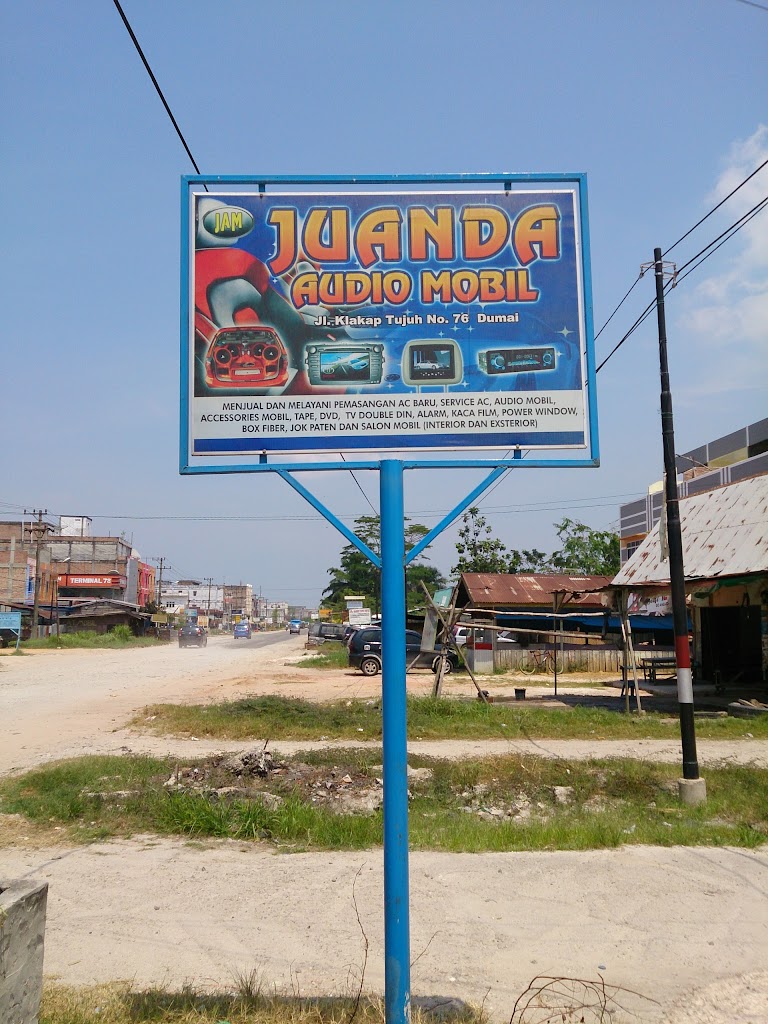 JAM
JUANDA
AUDIO MOBIL
Jl. Klakap Tujuh No. 76 Dumai
MENJUAL DAN MELAYANI PEMASANGAN AC BARU, SERVICE AC, AUDIO MOBIL,
ACCESSORIES MOBIL, TAPE, DVD, TV DOUBLE DIN, ALARM, KACA FILM, POWER WINDOW,
BOX FIBER, JOK PATEN DAN SALON MOBIL (INTERIOR DAN EXSTERIOR)
TERMINAL 78